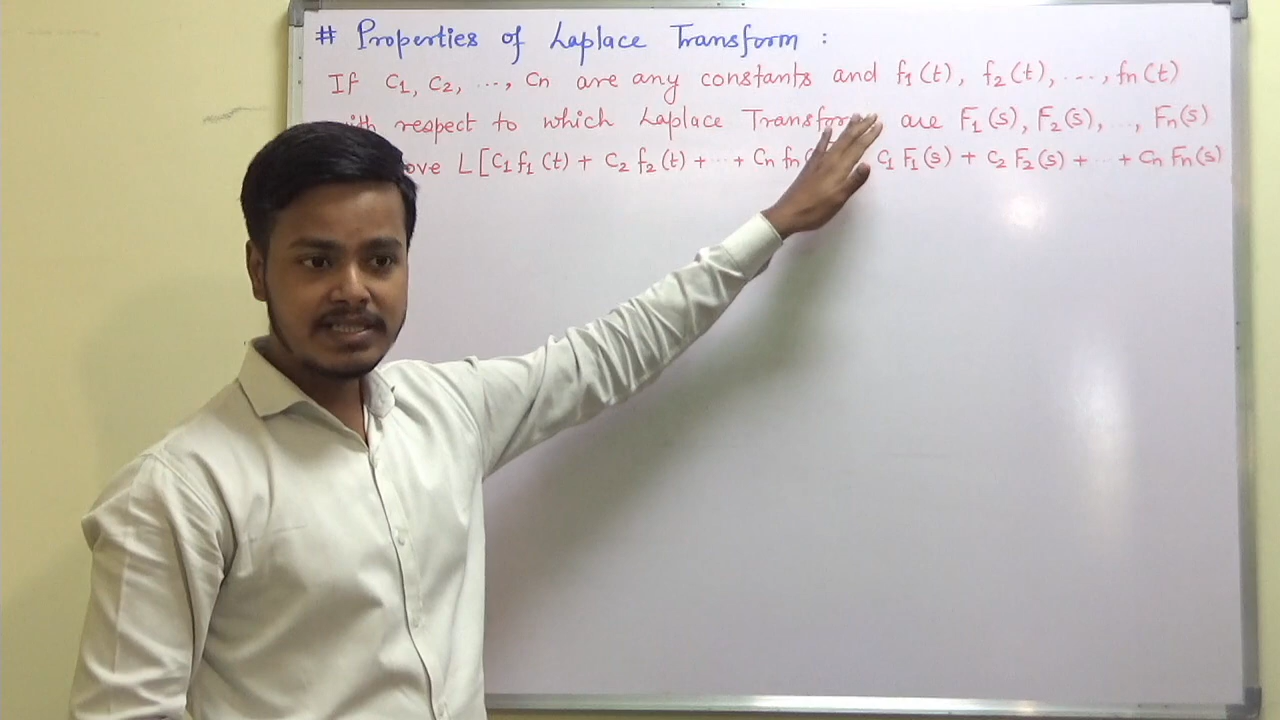 # Properties of Laplace Transform :
If C1, C2, ..., Cn are any constants and f1(t), f2(t), ..., fn(t)
respect to which Laplace Transform are F1(s), F2(s), ..., Fn(s)
L[C1 f1(t) + C2 f2(t) + ... + Cn fn C1 F1(s) + C2 F2(s) + ... + Cn Fn(s)